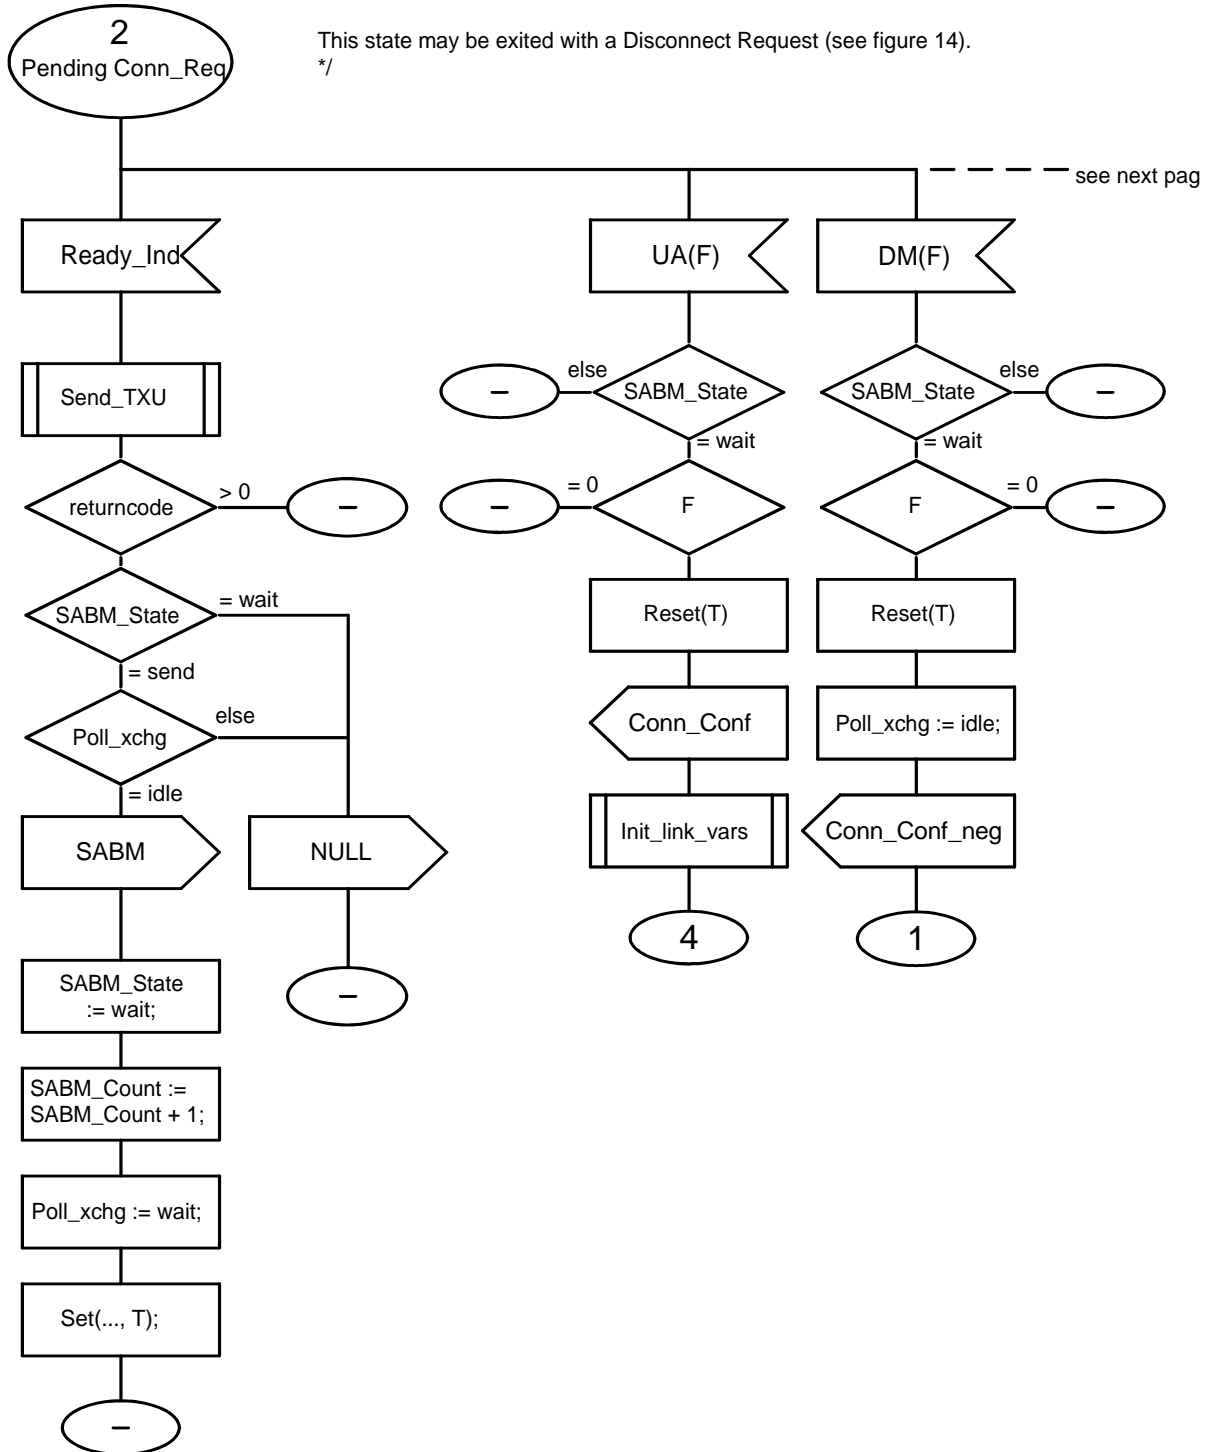 2
Pending Conn_Req
This state may be exited with a Disconnect Request (see figure 14).
*/
see next pag
Ready_Ind
UA(F)
DM(F)
Send_TXU
else
–
SABM_State
= wait
SABM_State
else
–
= wait
returncode
> 0
–
= 0
–
F
F
= 0
–
SABM_State
= wait
= send
Reset(T)
Reset(T)
Poll_xchg
else
= idle
Conn_Conf
Poll_xchg := idle;
SABM
NULL
Init_link_vars
Conn_Conf_neg
4
1
SABM_State
:= wait;
–
SABM_Count :=
SABM_Count + 1;
Poll_xchg := wait;
Set(..., T);
–